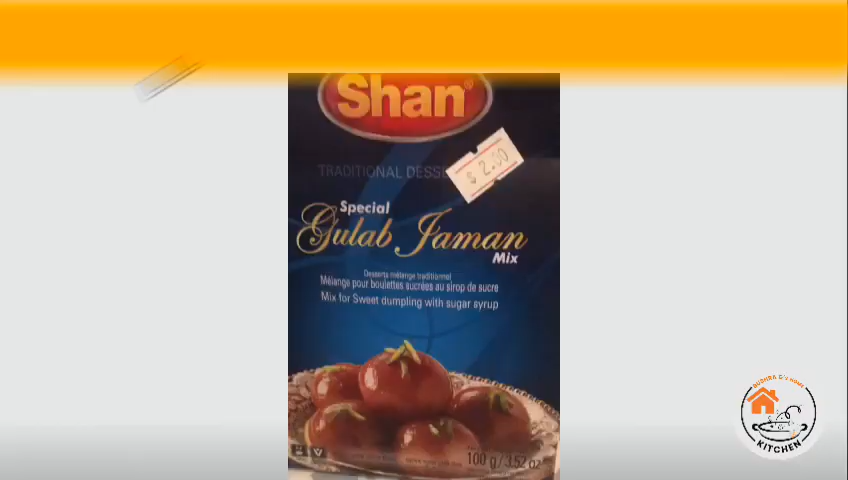 Shan®
$ 2.00
TRADITIONAL
Special
Gulab Jaman
Mix
Desserts mélange traditionnel
Mélange pour boulettes sucrées au sirop de sucre
Mix for Sweet dumpling with sugar syrup
100 g/3.52 oz
KITCHEN